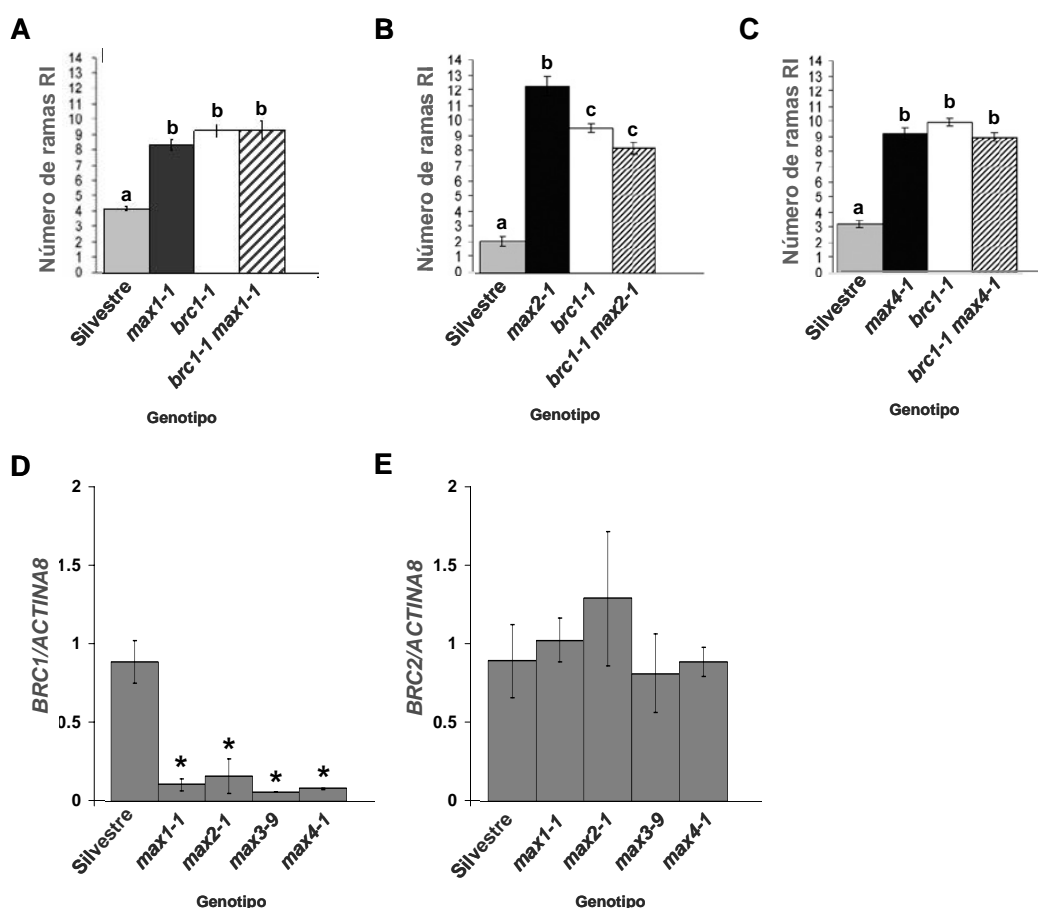 A
Número de ramas RI
14
13
12
11
10
9
8
7
6
5
4
3
2
1
0
a
b
b
b
Silvestre
max1-1
brc1-1
brc1-1 max1-1
Genotipo
B
Número de ramas RI
14
13
12
11
10
9
8
7
6
5
4
3
2
1
0
a
b
c
c
Silvestre
max2-1
brc1-1
brc1-1 max2-1
Genotipo
C
Número de ramas RI
14
13
12
11
10
9
8
7
6
5
4
3
2
1
0
a
b
b
b
Silvestre
max4-1
brc1-1
brc1-1 max4-1
Genotipo
D
BRC1/ACTINA8
2
1.5
1
0.5
0
*
*
*
*
Silvestre
max1-1
max2-1
max3-9
max4-1
Genotipo
E
BRC2/ACTINA8
2
1.5
1
0.5
0
Silvestre
max1-1
max2-1
max3-9
max4-1
Genotipo